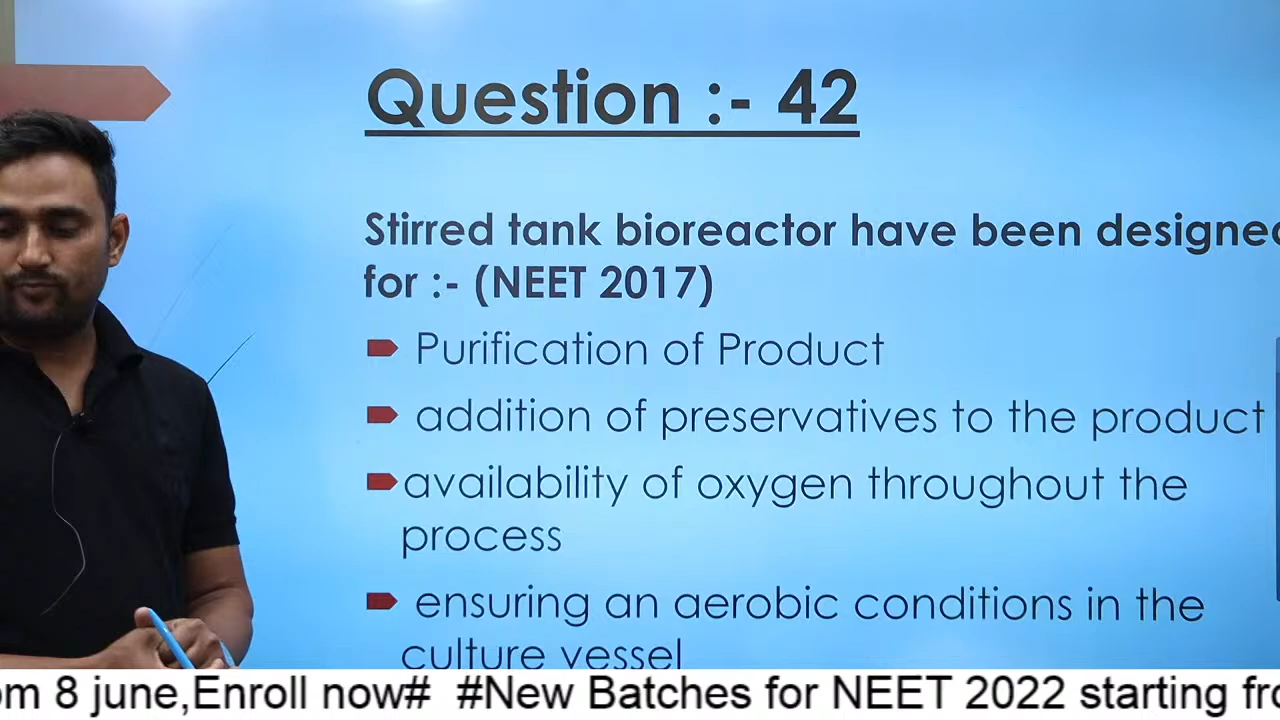 Question :- 42
Stirred tank bioreactor have been designed
for :- (NEET 2017)
Purification of Product
addition of preservatives to the product
availability of oxygen throughout the
process
ensuring an aerobic conditions in the
culture vessel
8 june,Enroll now# #New Batches for NEET 2022 starting